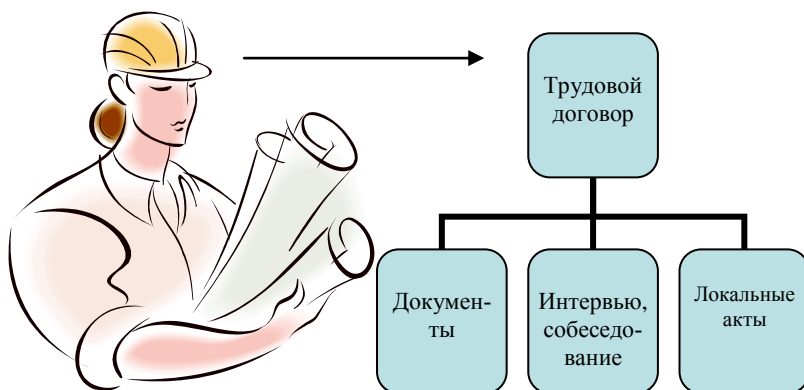 Трудовой
договор
Докумен-
ты
Интервью,
собеседо-
вание
Локальные
акты